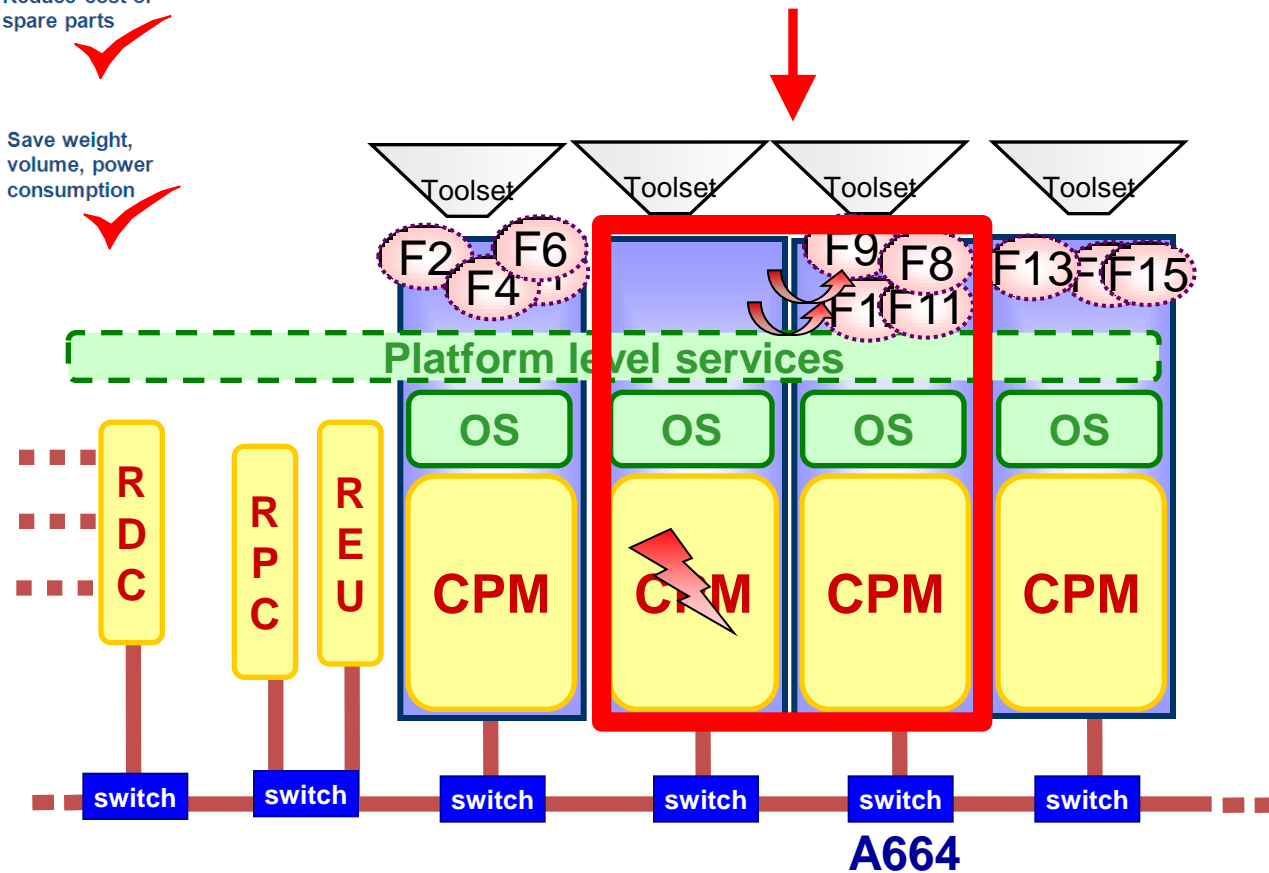 spare parts
Save weight,
volume, power
consumption
Toolset
Toolset
Toolset
Toolset
F2
F6
F4
F9
F8
F11
F13
F15
Platform level services
OS
OS
OS
OS
RDC
RPC
REU
CPM
CPM
CPM
CPM
switch
switch
switch
switch
switch
switch
A664